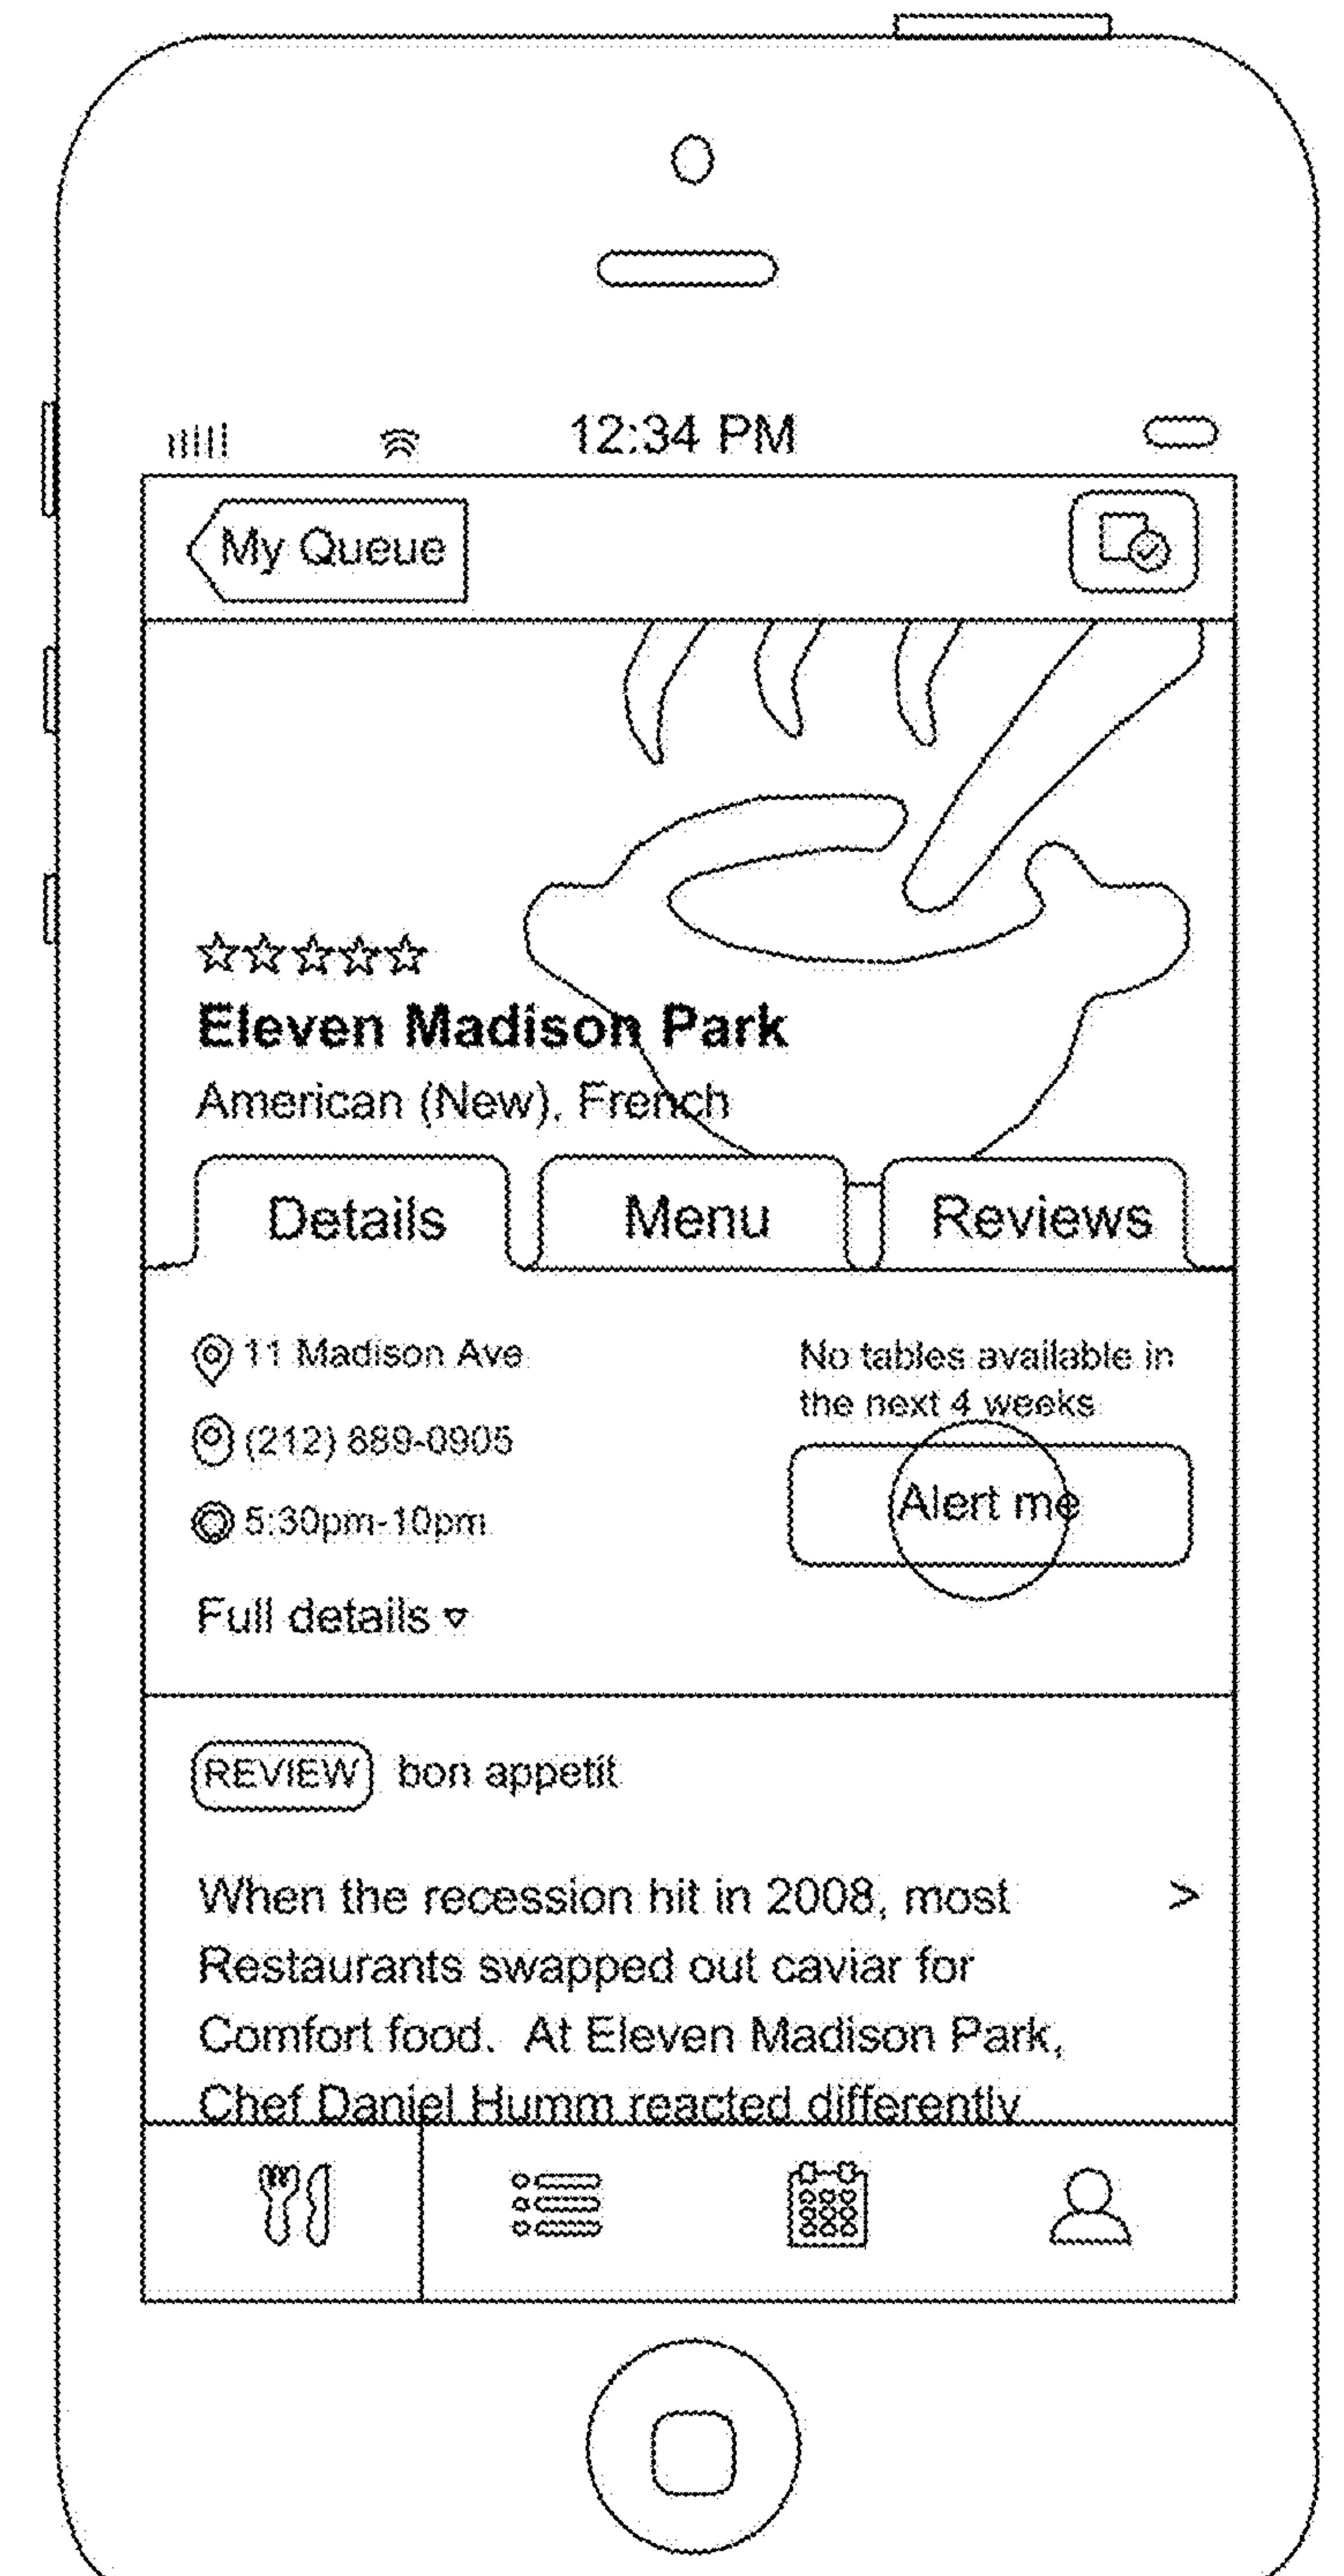 12:34 PM
My Queue
Eleven Madison Park
American (New), French
Details Menu Reviews
11 Madison Ave
No tables available in
the next 4 weeks
(212) 889-0905
Alert me
5:30pm-10pm
Full details
REVIEW bon appetit
When the recession hit in 2008, most >
Restaurants swapped out caviar for
Comfort food. At Eleven Madison Park,
Chef Daniel Humm reacted differently